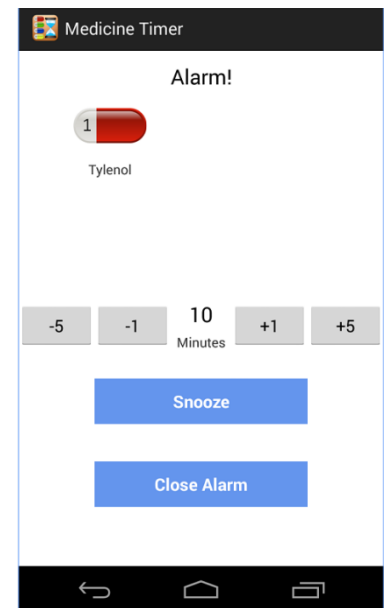 Medicine Timer
Alarm!
1
Tylenol
-5 -1 10 +1 +5
Minutes
Snooze
Close Alarm